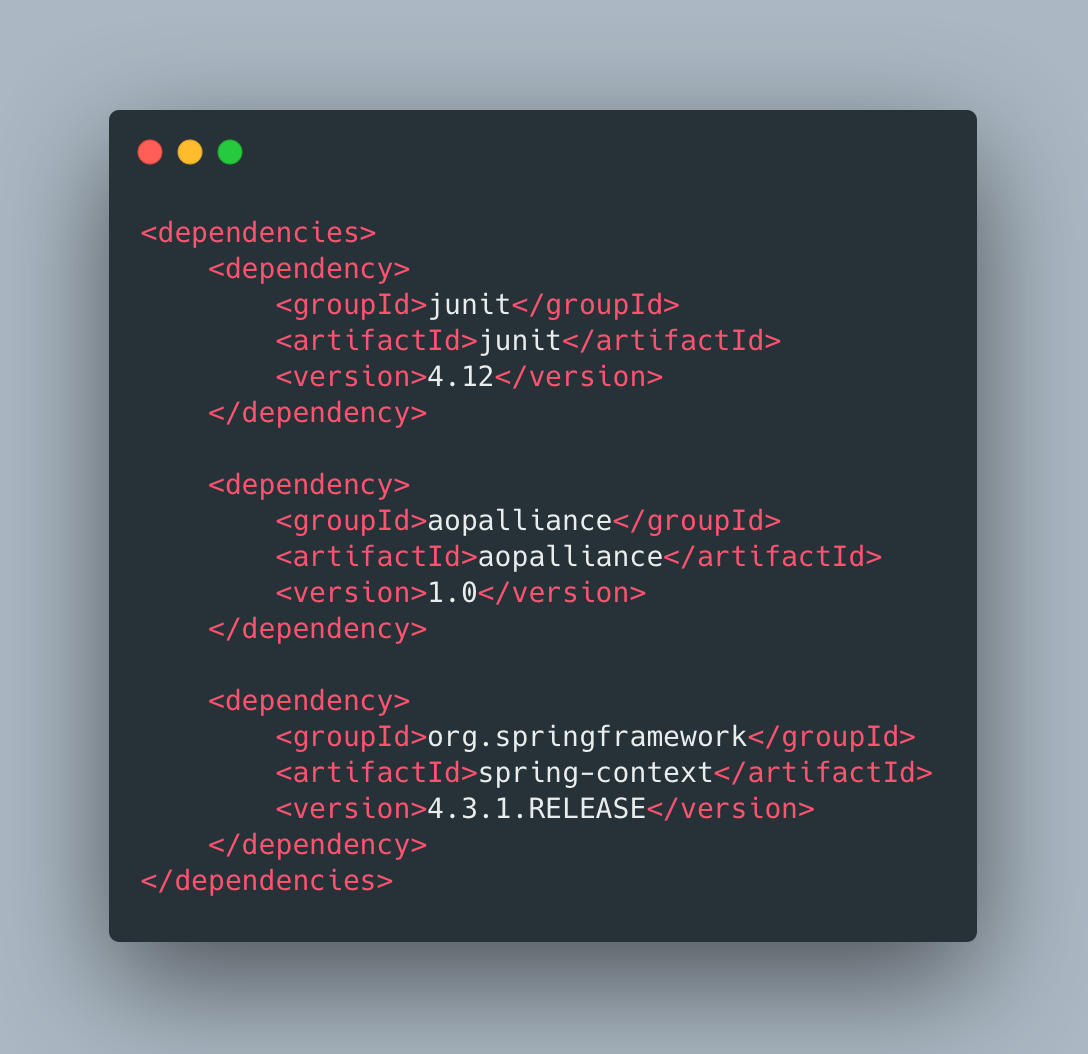 <dependencies>
    <dependency>
        <groupId>junit</groupId>
        <artifactId>junit</artifactId>
        <version>4.12</version>
    </dependency>

    <dependency>
        <groupId>aopalliance</groupId>
        <artifactId>aopalliance</artifactId>
        <version>1.0</version>
    </dependency>

    <dependency>
        <groupId>org.springframework</groupId>
        <artifactId>spring-context</artifactId>
        <version>4.3.1.RELEASE</version>
    </dependency>
</dependencies>